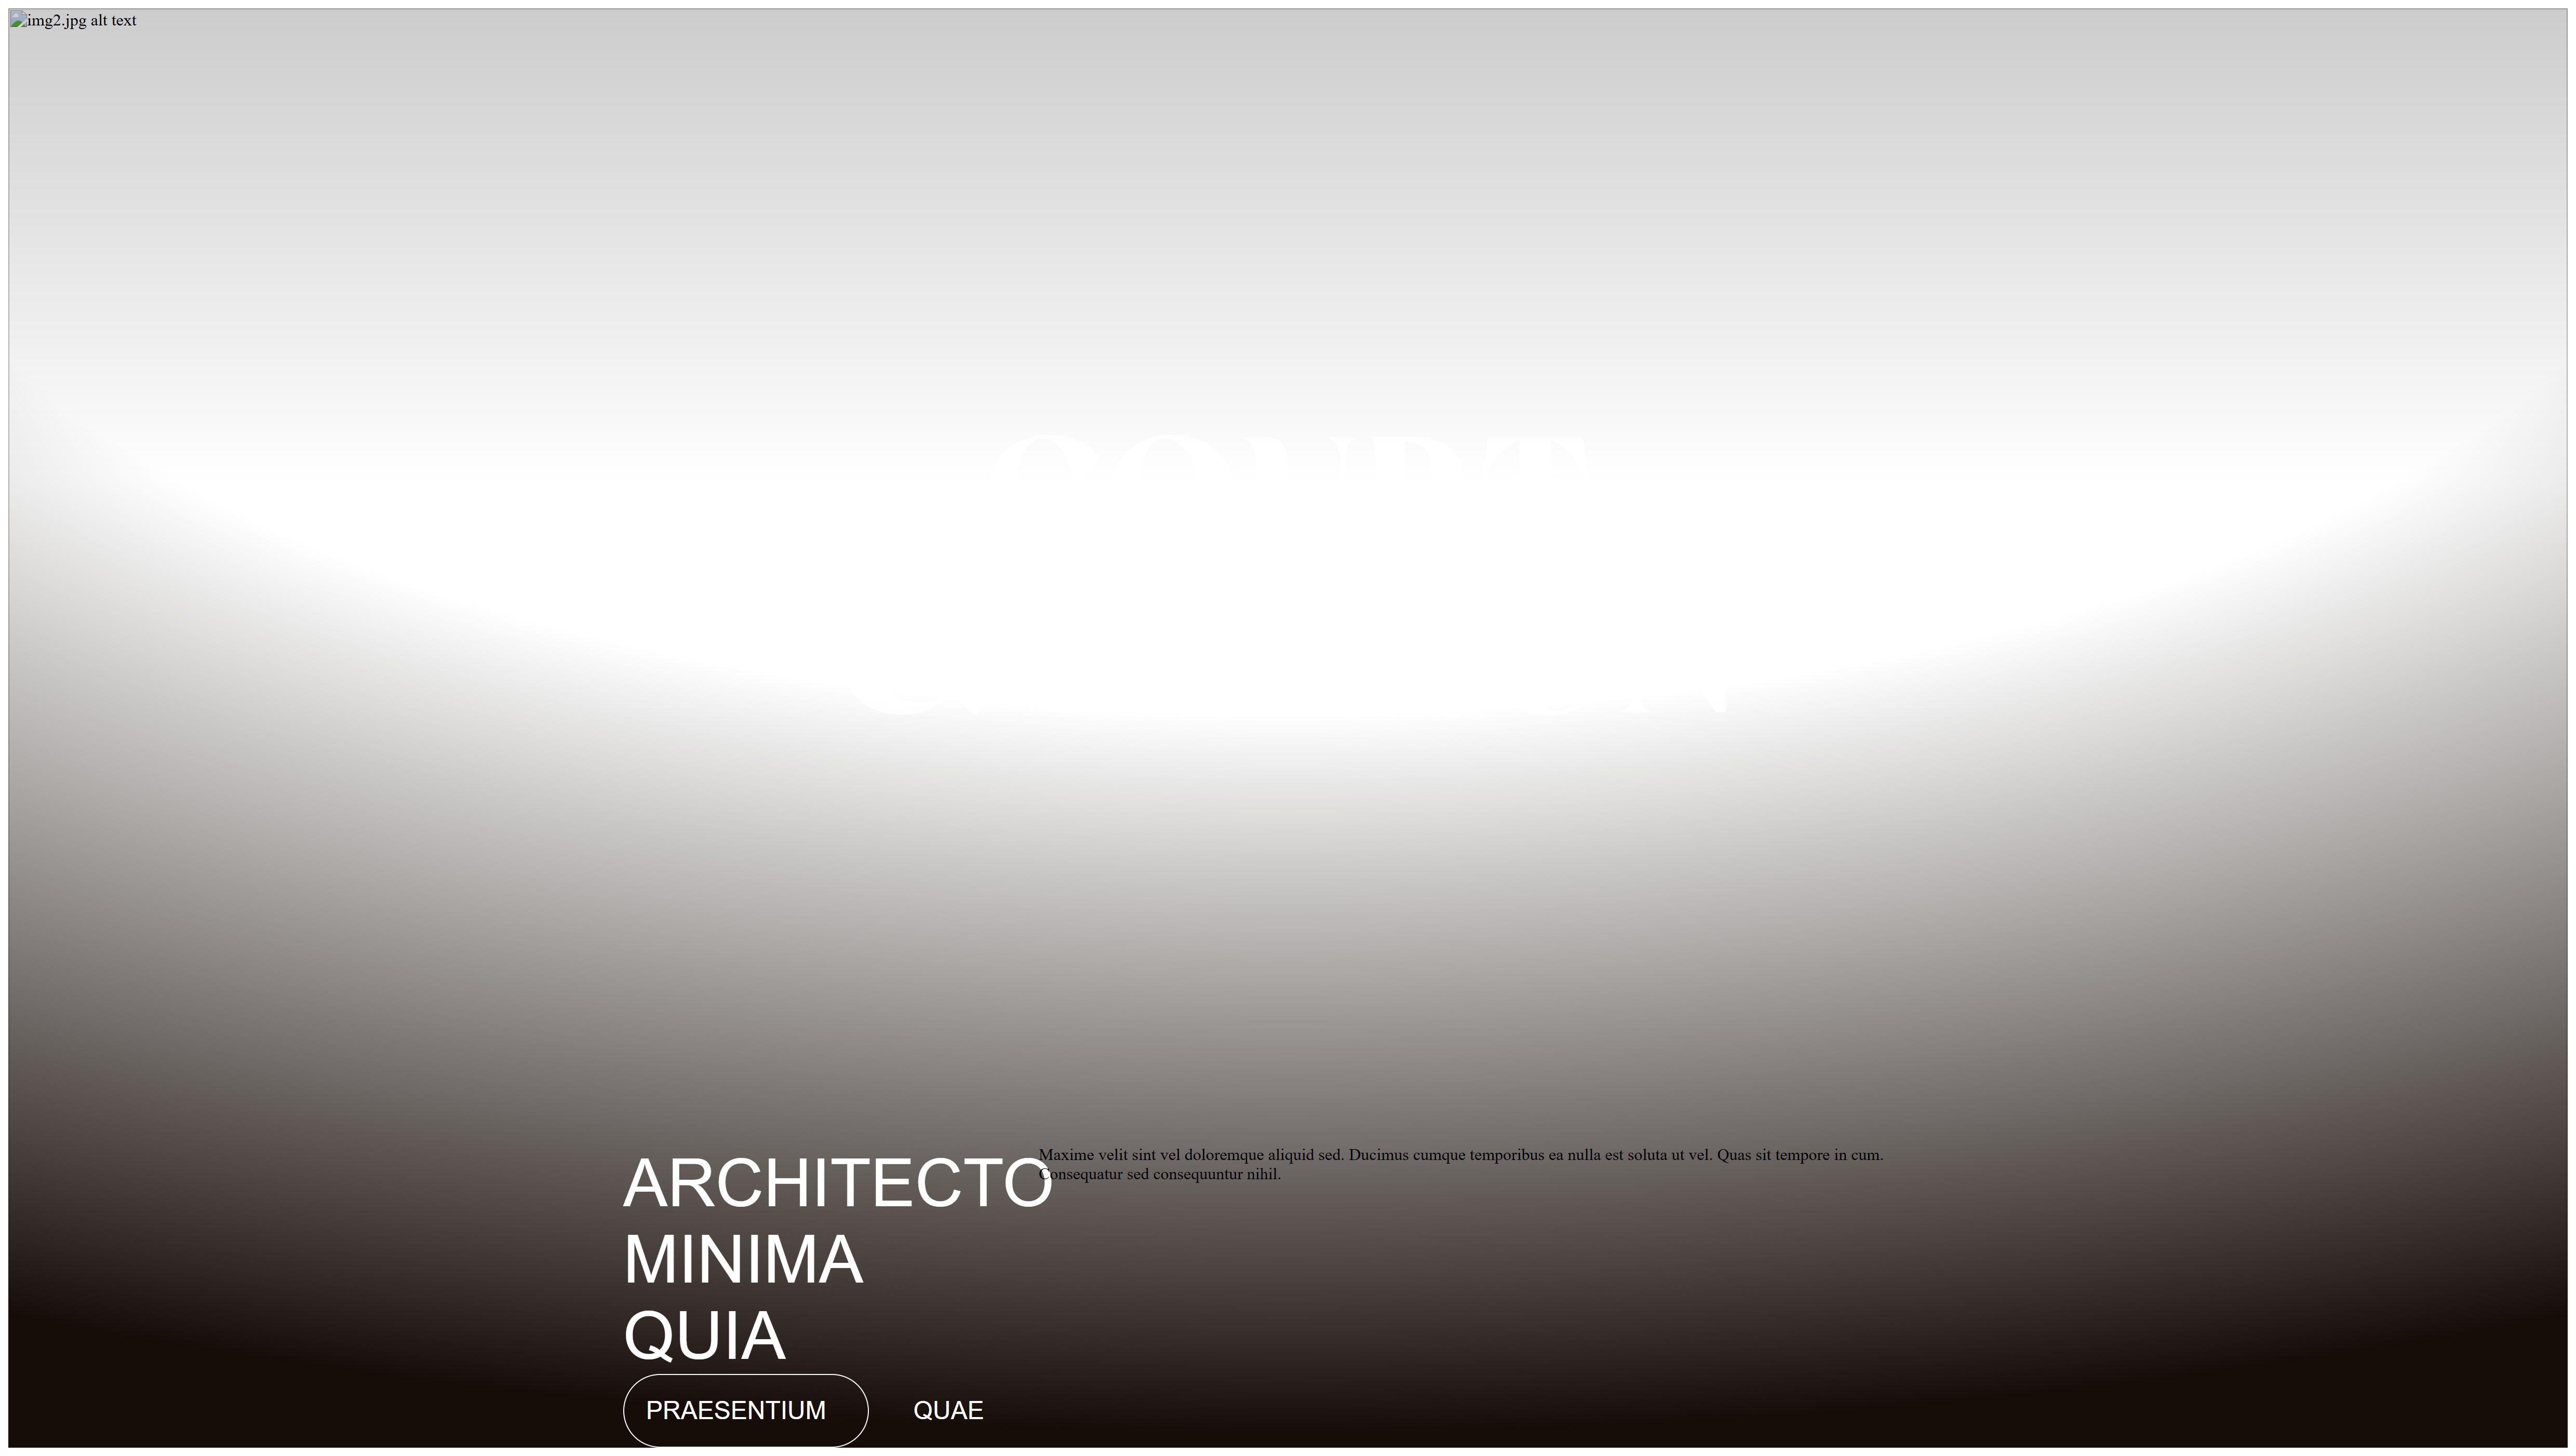 img2.jpg alt text
COURT
ARCHITECTO
MINIMA
QUIA
Maxime velit sint vel doloremque aliquid sed. Ducimus cumque temporibus ea nulla est soluta ut vel. Quas sit tempore in cum.
Consequatur sed consequuntur nihil.
PRAESENTIUM
QUAE